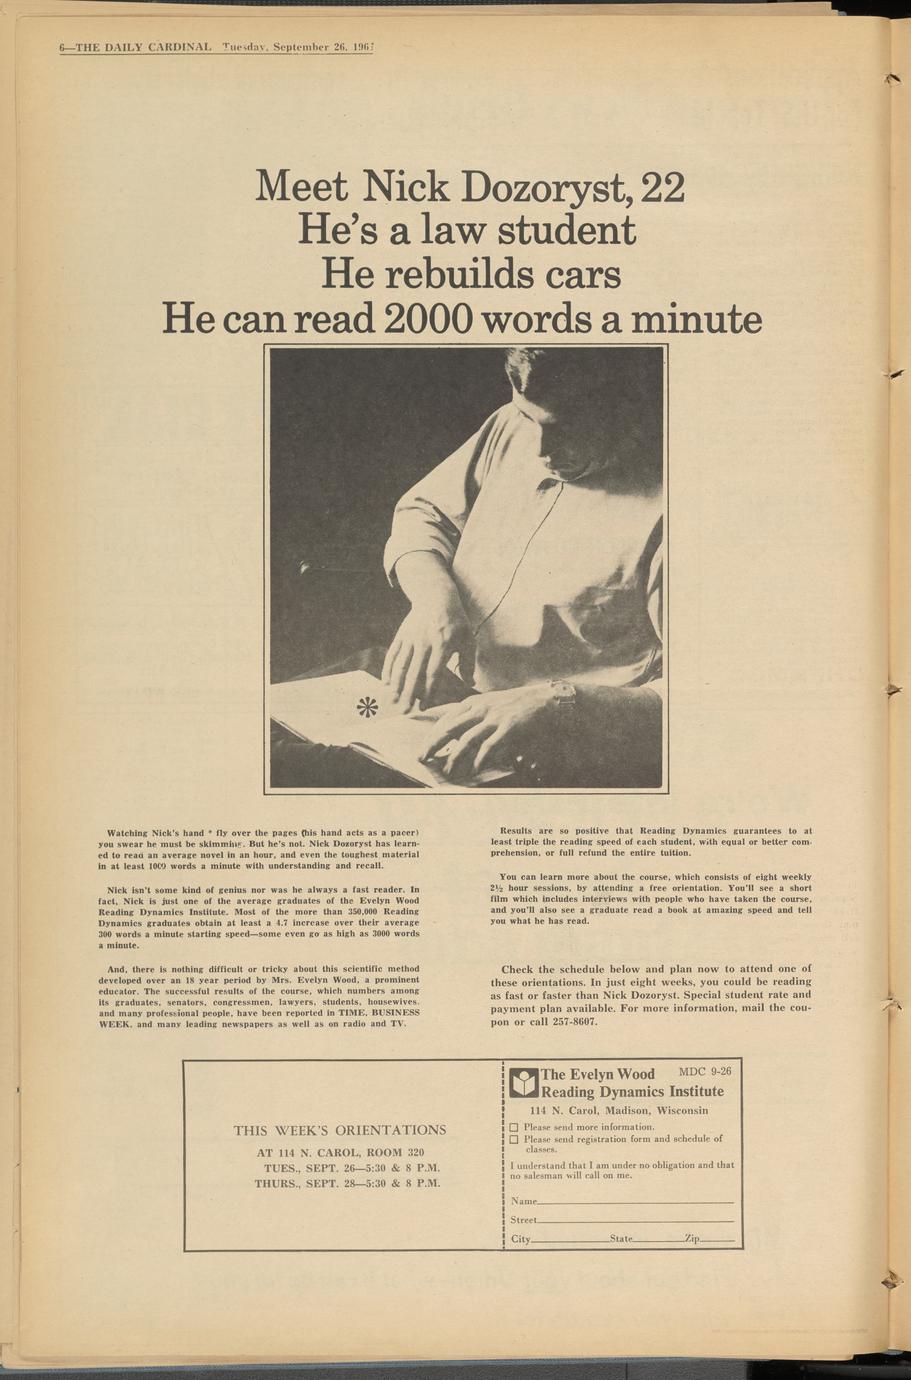 6—THE DAILY CARDINAL Tuesday, September 26, 1967
Meet Nick Dozoryst, 22
He's a law student
He rebuilds cars
He can read 2000 words a minute
*
Watching Nick's hand * fly over the pages (his hand acts as a pacer)
you swear he must be skimming. But he's not. Nick Dozoryst has learn-
ed to read an average novel in an hour, and even the toughest material
in at least 1000 words a minute with understanding and recall.
Nick isn't some kind of genius nor was he always a fast reader. In
fact, Nick is just one of the average graduates of the Evelyn Wood
Reading Dynamics Institute. Most of the more than 350,000 Reading
Dynamics graduates obtain at least a 4.7 increase over their average
300 words a minute starting speed—some even go as high as 3000 words
a minute.
And, there is nothing difficult or tricky about this scientific method
developed over an 18 year period by Mrs. Evelyn Wood, a prominent
educator. The successful results of the course, which numbers among
its graduates, senators, congressmen, lawyers, students, housewives,
and many professional people, have been reported in TIME, BUSINESS
WEEK, and many leading newspapers as well as on radio and TV.
Results are so positive that Reading Dynamics guarantees to at
least triple the reading speed of each student, with equal or better com-
prehension, or full refund the entire tuition.
You can learn more about the course, which consists of eight weekly
2½ hour sessions, by attending a free orientation. You'll see a short
film which includes interviews with people who have taken the course,
and you'll also see a graduate read a book at amazing speed and tell
you what he has read.
Check the schedule below and plan now to attend one of
these orientations. In just eight weeks, you could be reading
as fast or faster than Nick Dozoryst. Special student rate and
payment plan available. For more information, mail the cou-
pon or call 257-8607.
THIS WEEK'S ORIENTATIONS
AT 114 N. CAROL, ROOM 320
TUES., SEPT. 26—5:30 & 8 P.M.
THURS., SEPT. 28—5:30 & 8 P.M.
The Evelyn Wood MDC 9-26
Reading Dynamics Institute
114 N. Carol, Madison, Wisconsin
Please send more information.
Please send registration form and schedule of
classes.
I understand that I am under no obligation and that
no salesman will call on me.
Name
Street
City State Zip